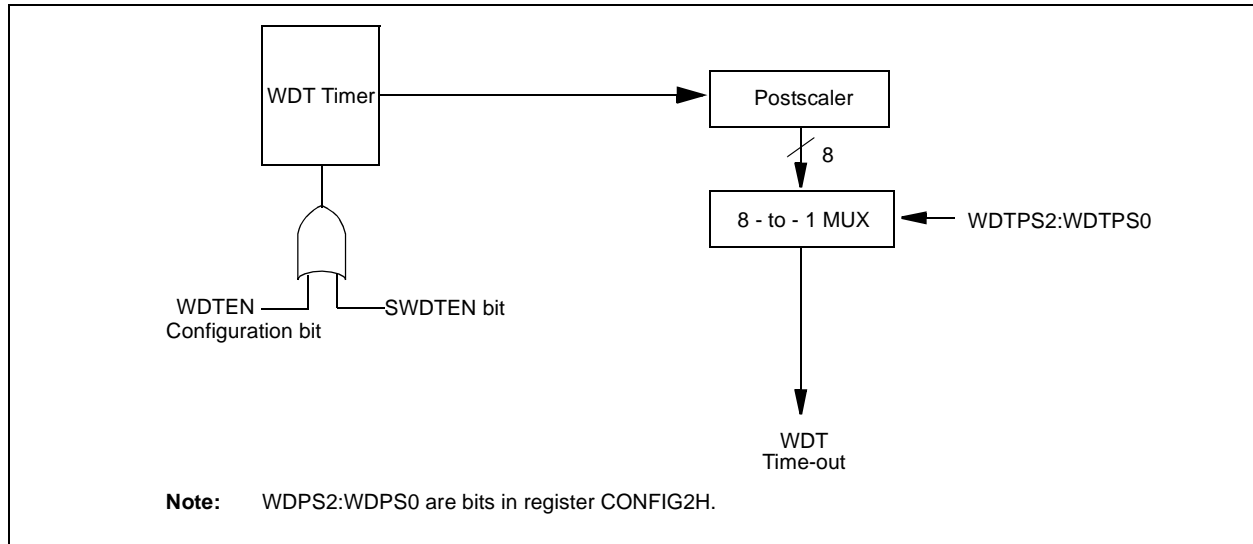 WDT Timer
Postscaler
8
8 - to - 1 MUX
WDTPS2:WDTPS0
WDTEN
Configuration bit
SWDTEN bit
WDT
Time-out
Note: WDPS2:WDPS0 are bits in register CONFIG2H.